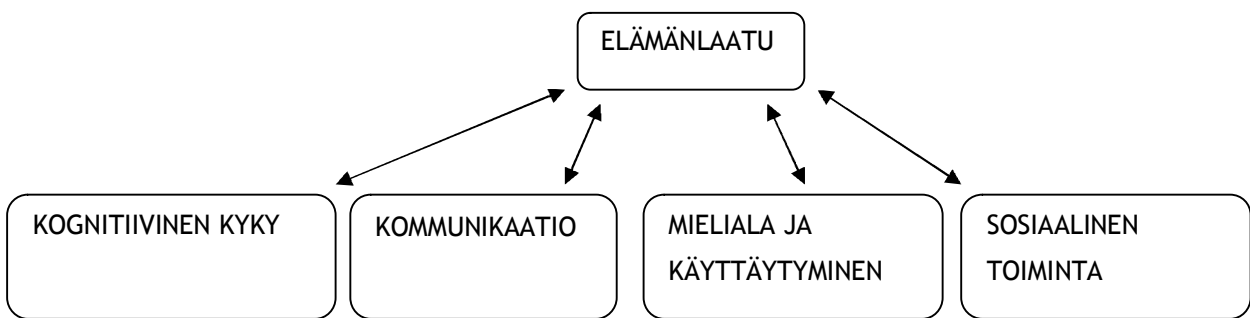 ELÄMÄNLAATU
KOGNITIIVINEN KYKY
KOMMUNIKAATIO
MIELIALA JA
KÄYTTÄYTYMINEN
SOSIAALINEN
TOIMINTA